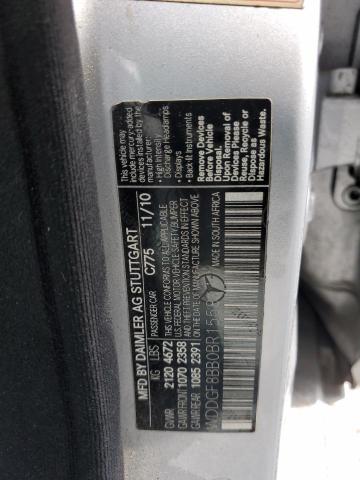 MFD BY DAIMLER AG STUTTGART
PASSENGER CAR C775 11/10
KG LBS
GVWR 2120 4672
GAWR FRONT 1070 2358
GAWR REAR 1085 2391
THIS VEHICLE CONFORMS TO ALL APPLICABLE
U.S. FEDERAL MOTOR VEHICLE SAFETY BUMPER
AND THEFT PREVENTION STANDARDS IN EFFECT
ON THE DATE OF MANUFACTURE SHOWN ABOVE
MADE IN SOUTH AFRICA
This vehicle may
include mercury-added
devices installed by the
manufacturer:
• High Intensity
Discharge Headlamps
• Displays
• Back-lit instruments
Remove Devices
Before Vehicle
Disposal. Upon
Removal of
Devices Please
Reuse, Recycle or
Dispose as
Hazardous Waste.